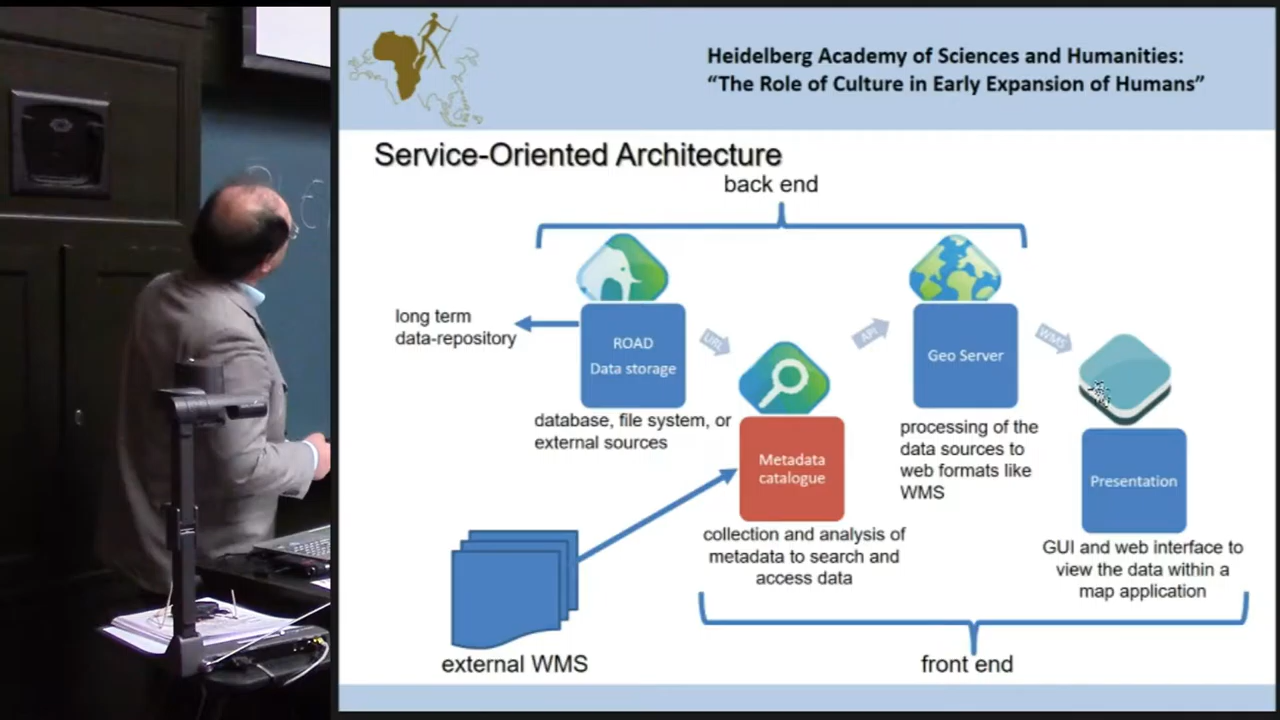 Heidelberg Academy of Sciences and Humanities:
“The Role of Culture in Early Expansion of Humans”
Service-Oriented Architecture
back end
long term
data-repository
ROAD
Data storage
URL
API
Geo Server
WMS
database, file system, or
external sources
Metadata
catalogue
processing of the
data sources to
web formats like
WMS
Presentation
collection and analysis of
metadata to search and
access data
GUI and web interface to
view the data within a
map application
external WMS
front end